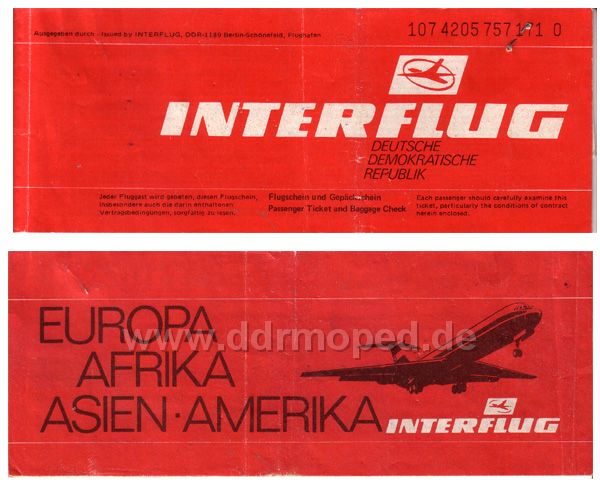 Ausgegeben durch - Issued by INTERFLUG, DDR-1189 Berlin-Schönefeld, Flughafen
107 4205 757 171 0
INTERFLUG
DEUTSCHE
DEMOKRATISCHE
REPUBLIK
Jeder Fluggast wird gebeten, diesen Flugschein,
insbesondere auch die darin enthaltenen
Vertragsbedingungen, sorgfältig zu lesen.
Flugschein und Gepäckschein
Passenger Ticket and Baggage Check
Each passenger should carefully examine this
ticket, particularly the conditions of contract
herein enclosed.
EUROPA
www.ddrmoped.de
AFRIKA
ASIEN·AMERIKA
INTERFLUG